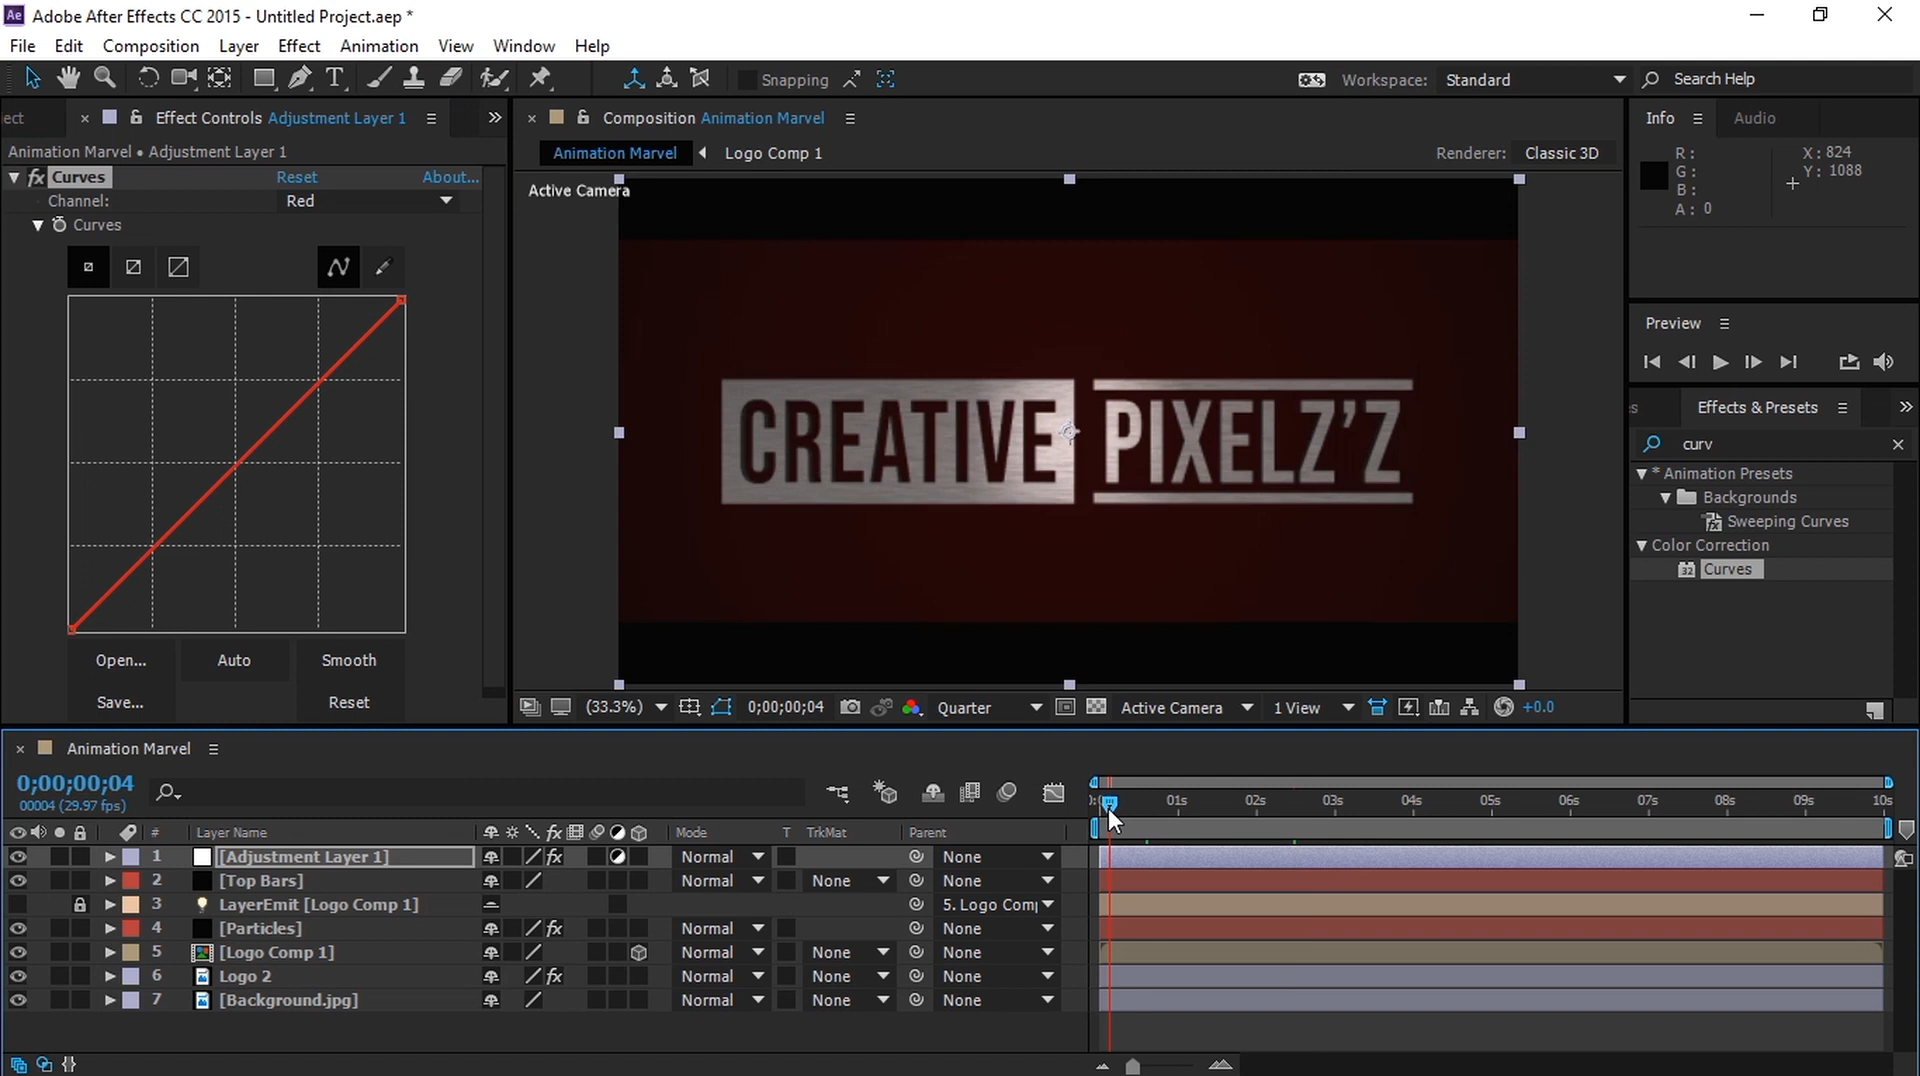 Ae Adobe After Effects CC 2015 - Untitled Project.aep *
File Edit Composition Layer Effect Animation View Window Help
Snapping Workspace: Standard Search Help
ect × Effect Controls Adjustment Layer 1
Animation Marvel • Adjustment Layer 1
fx Curves Reset About...
Channel: Red
Curves
Open... Auto Smooth
Save... Reset
× Composition Animation Marvel
Animation Marvel Logo Comp 1 Renderer: Classic 3D
Active Camera
CREATIVE PIXELZ’Z
(33.3%) 0;00;00;04 Quarter Active Camera 1 View +0.0
Info Audio
R: X: 824
G: Y: 1088
B:
A: 0
Preview
s Effects & Presets
curv
* Animation Presets
Backgrounds
Sweeping Curves
Color Correction
32 Curves
× Animation Marvel
0;00;00;04
00004 (29.97 fps)
01s 02s 03s 04s 05s 06s 07s 08s 09s 10s
# Layer Name fx Mode T TrkMat Parent
1 [Adjustment Layer 1] fx Normal None
2 [Top Bars] Normal None None
3 LayerEmit [Logo Comp 1] 5. Logo Com
4 [Particles] fx Normal None
5 [Logo Comp 1] Normal None None
6 Logo 2 fx Normal None None
7 [Background.jpg] Normal None None